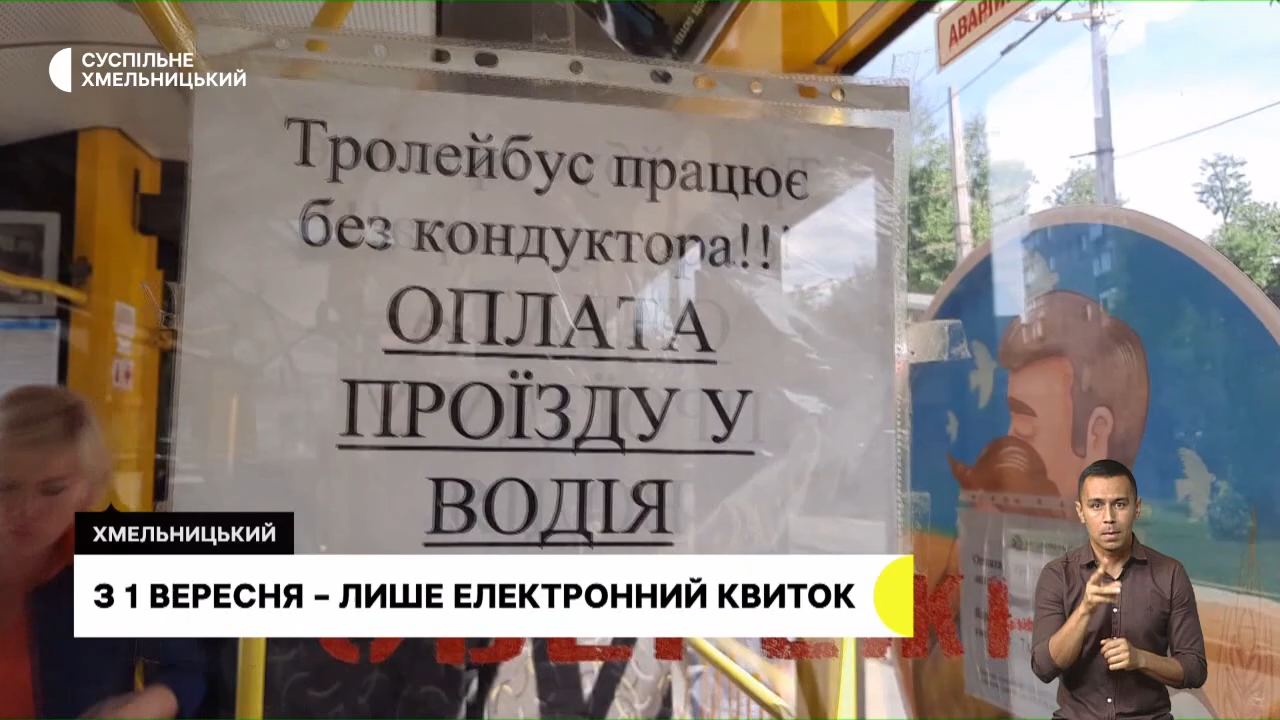 СУСПІЛЬНЕ
ХМЕЛЬНИЦЬКИЙ
Тролейбус працює
без кондуктора!!!
ОПЛАТА
ПРОЇЗДУ У
ВОДІЯ
ХМЕЛЬНИЦЬКИЙ
З 1 ВЕРЕСНЯ – ЛИШЕ ЕЛЕКТРОННИЙ КВИТОК